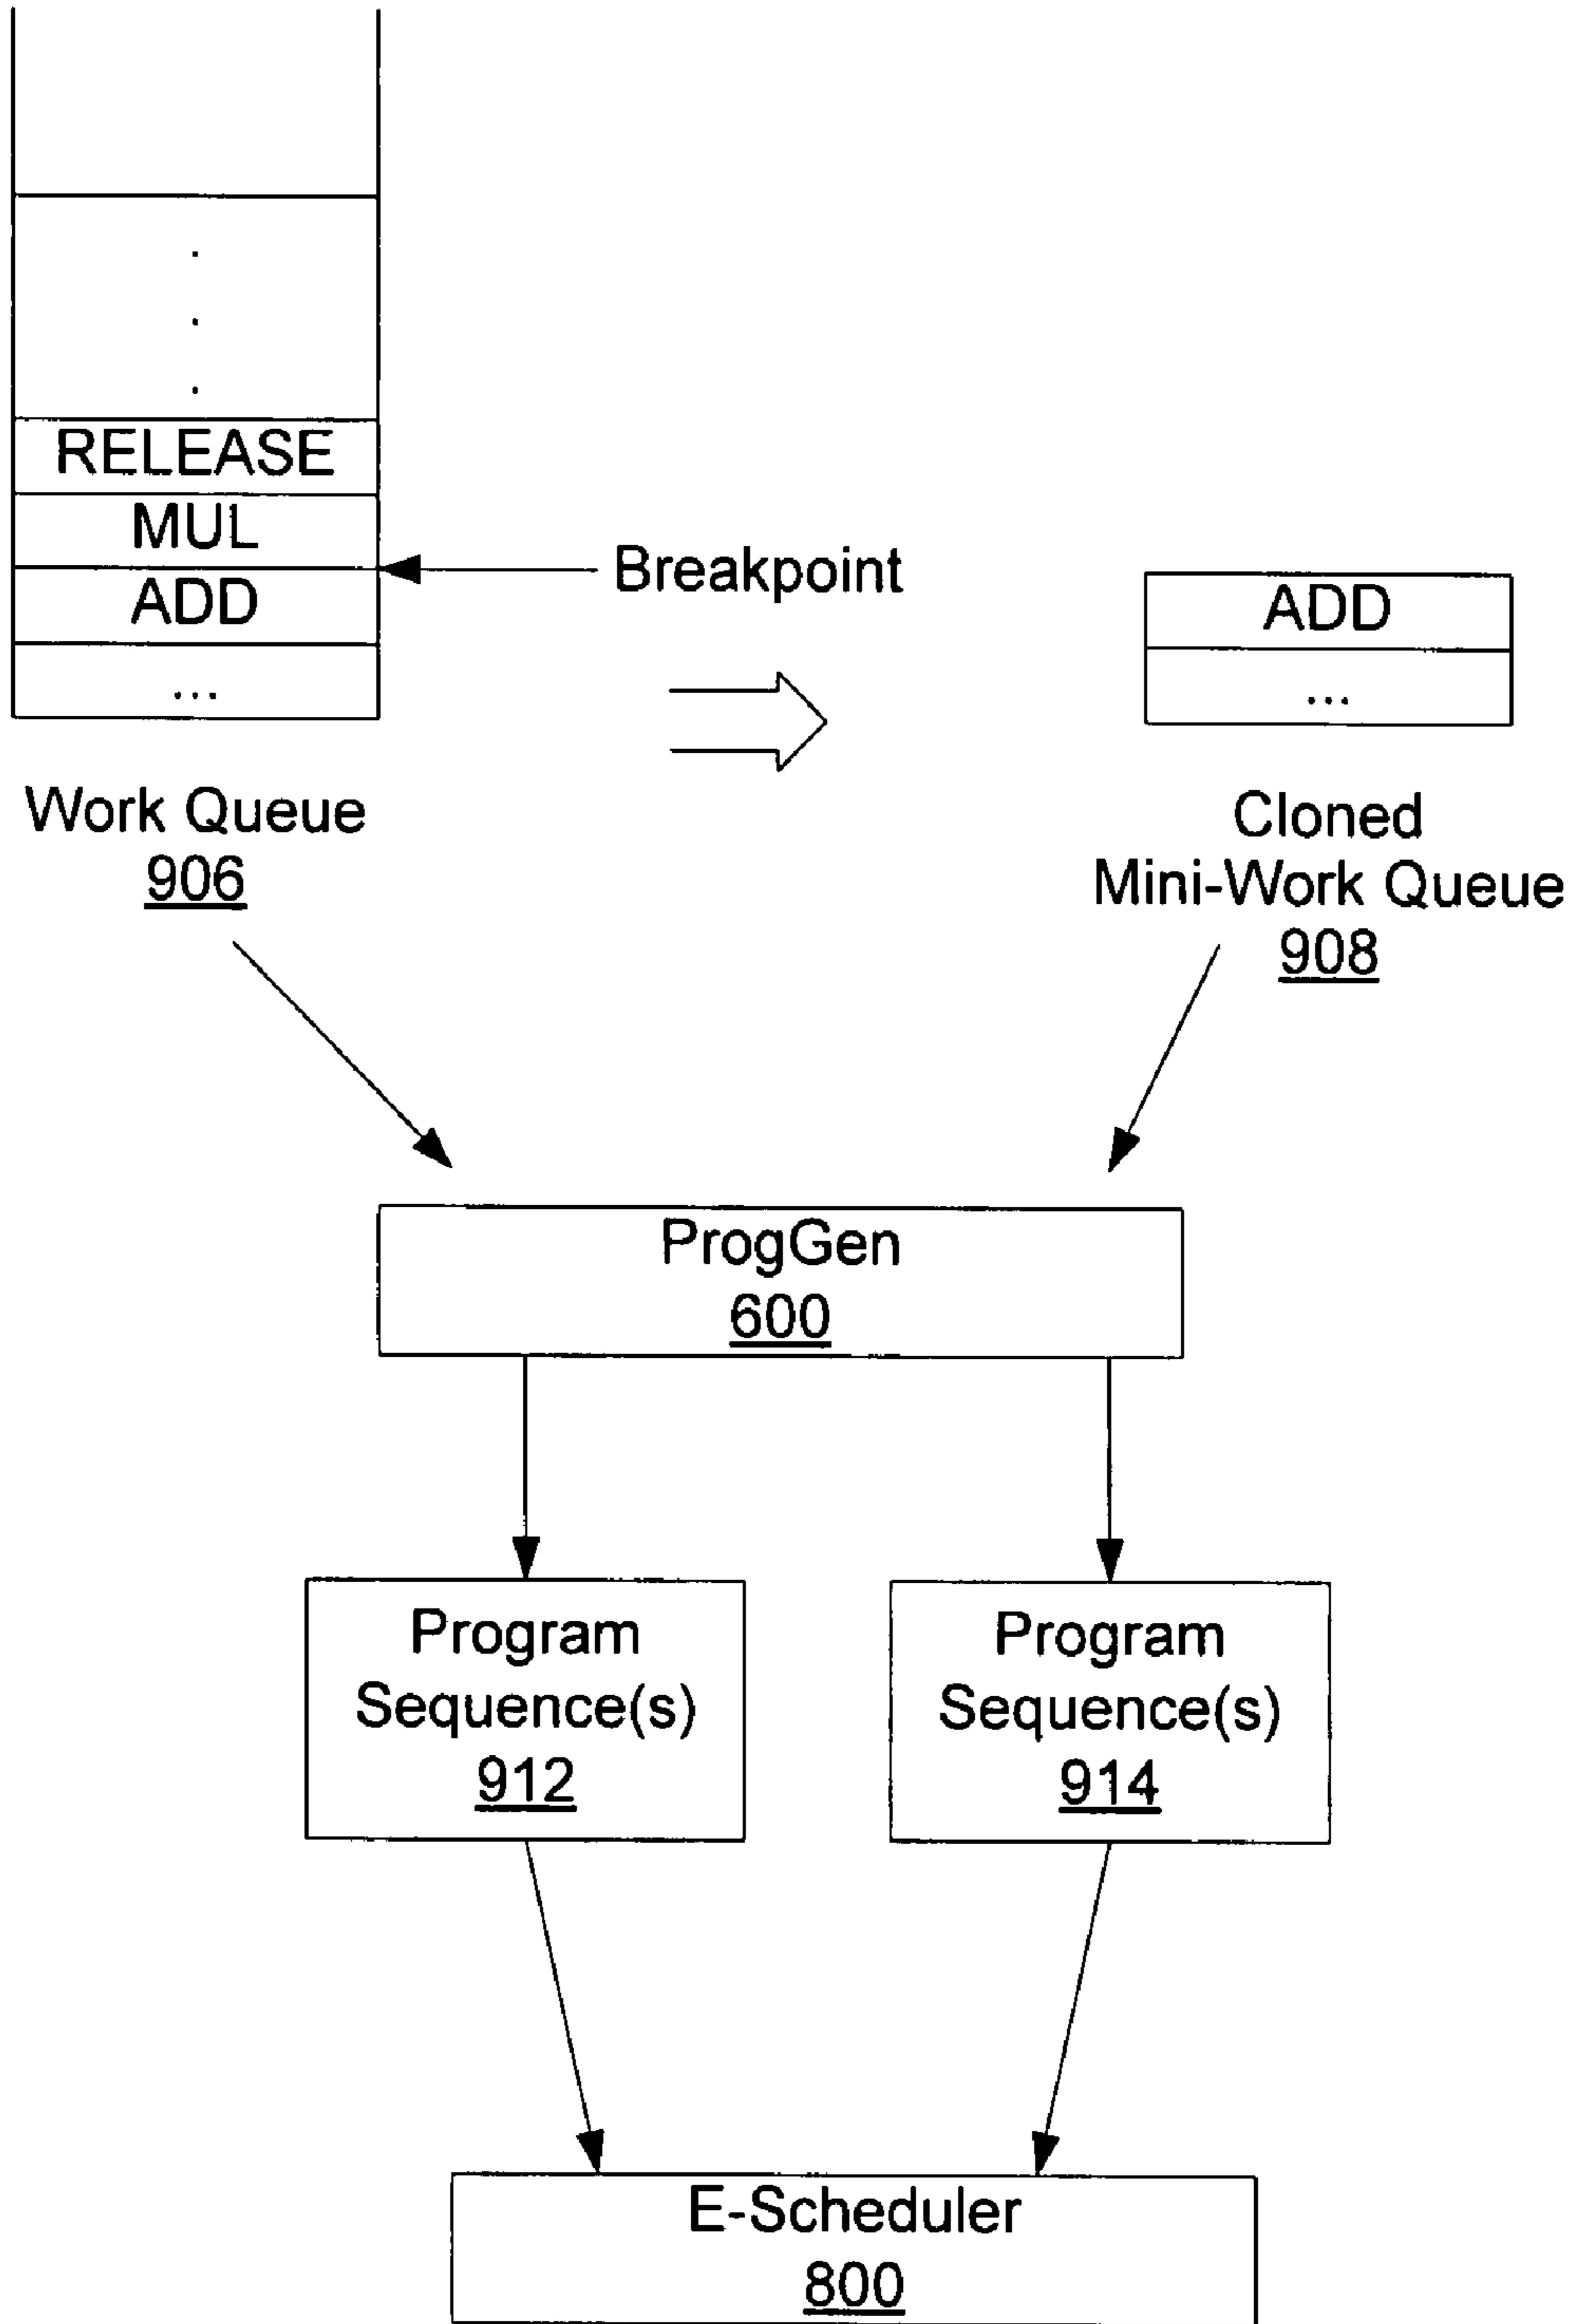 .
.
.
RELEASE
MUL
ADD
...
Breakpoint
ADD
...
Work Queue
906
Cloned
Mini-Work Queue
908
ProgGen
600
Program
Sequence(s)
912
Program
Sequence(s)
914
E-Scheduler
800